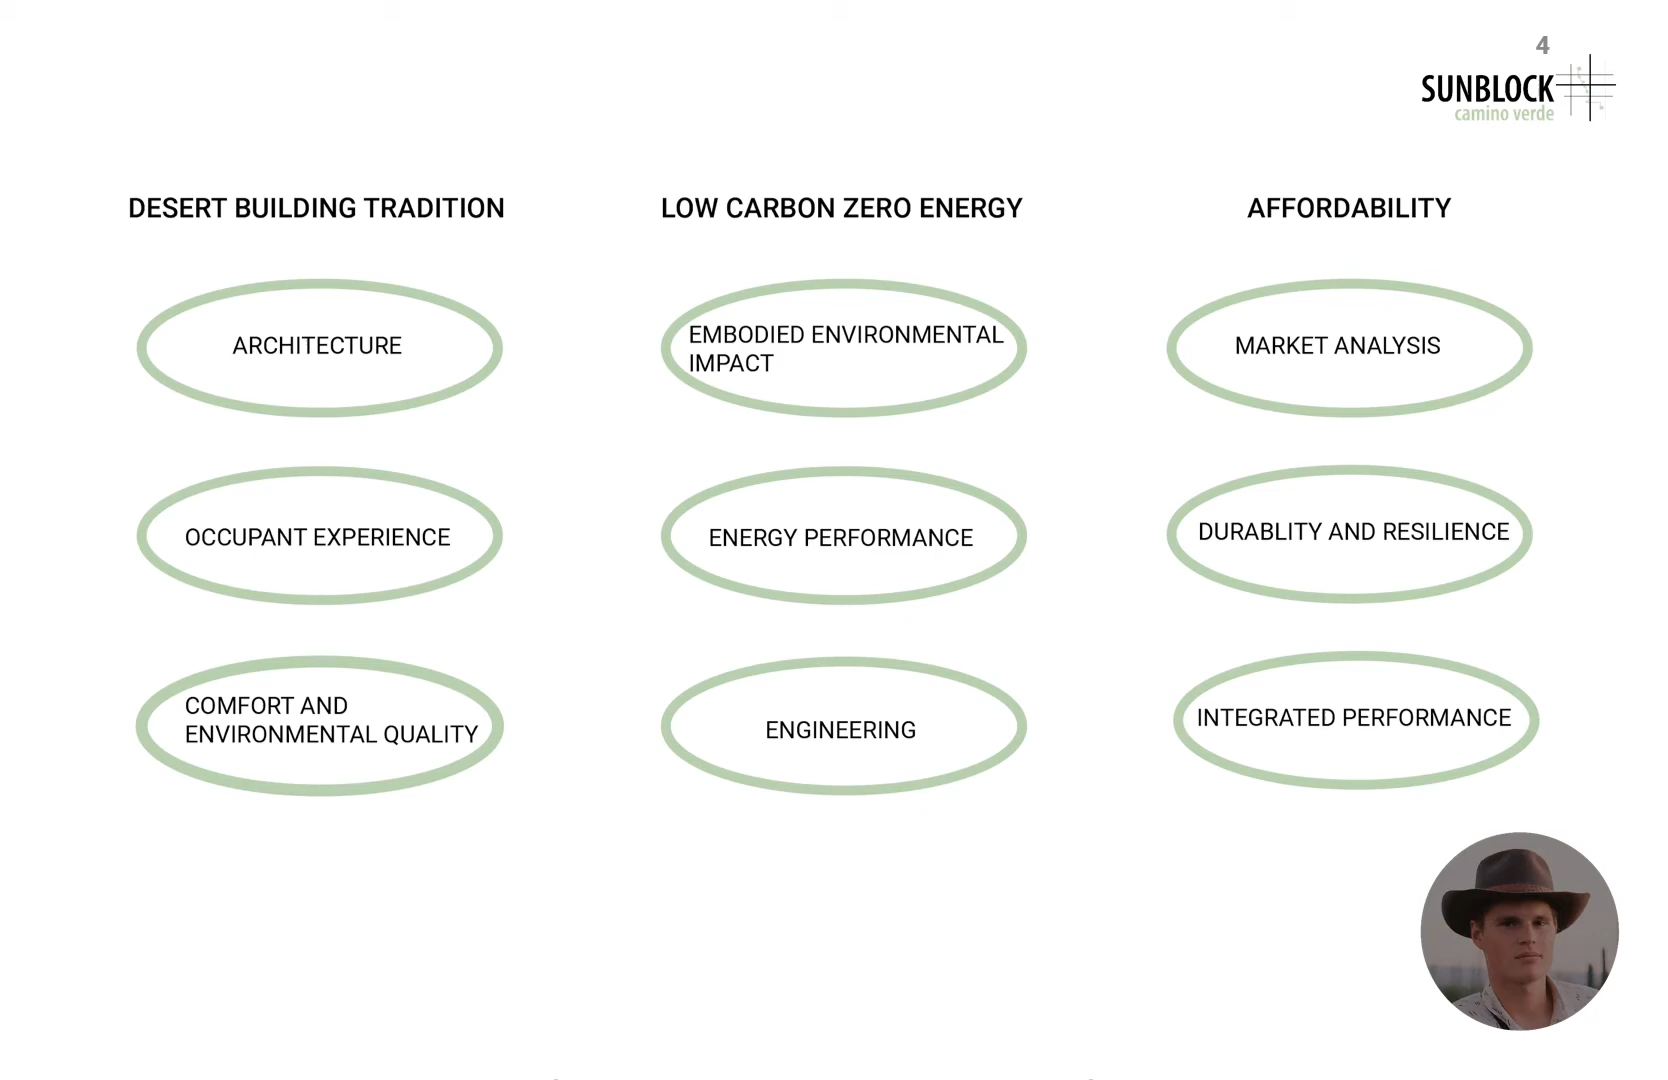 4
SUNBLOCK
camino verde
DESERT BUILDING TRADITION
LOW CARBON ZERO ENERGY
AFFORDABILITY
ARCHITECTURE
EMBODIED ENVIRONMENTAL
IMPACT
MARKET ANALYSIS
OCCUPANT EXPERIENCE
ENERGY PERFORMANCE
DURABLITY AND RESILIENCE
COMFORT AND
ENVIRONMENTAL QUALITY
ENGINEERING
INTEGRATED PERFORMANCE